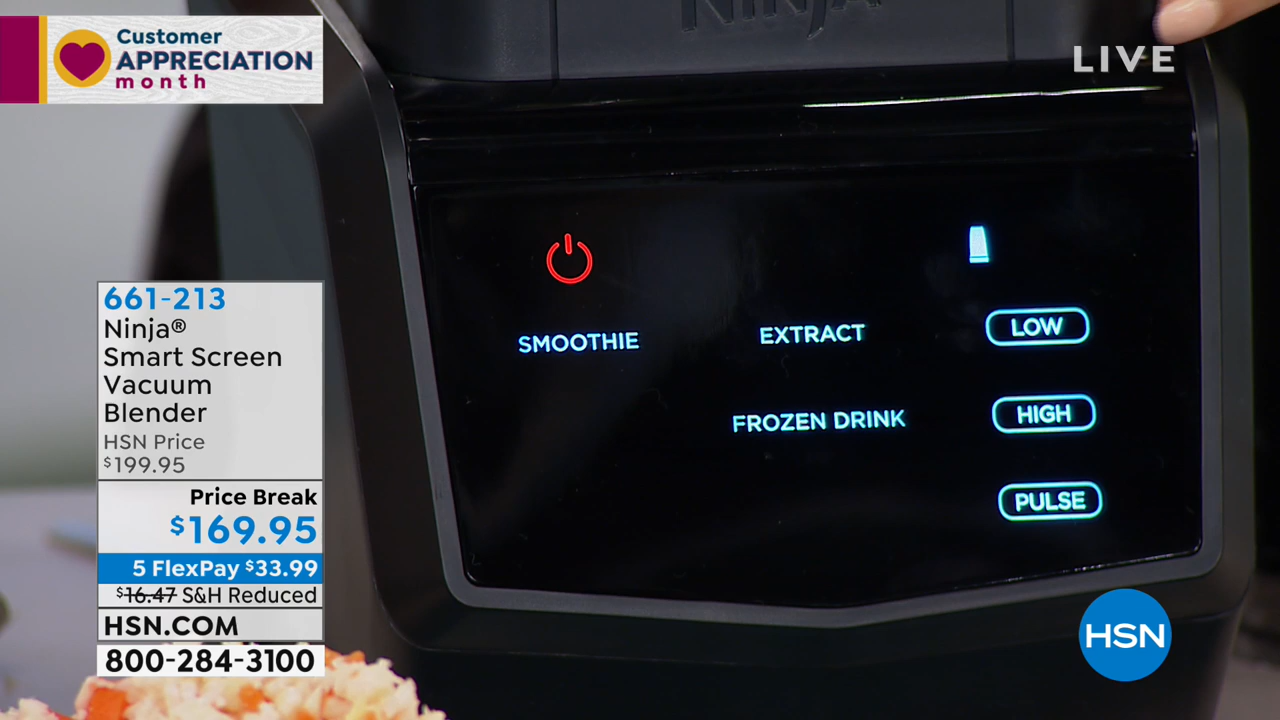 Customer
APPRECIATION
month
NINJA
LIVE
661-213
Ninja®
Smart Screen
Vacuum
Blender
HSN Price
$199.95
Price Break
$169.95
5 FlexPay $33.99
$16.47 S&H Reduced
HSN.COM
800-284-3100
SMOOTHIE
EXTRACT
LOW
FROZEN DRINK
HIGH
PULSE
HSN